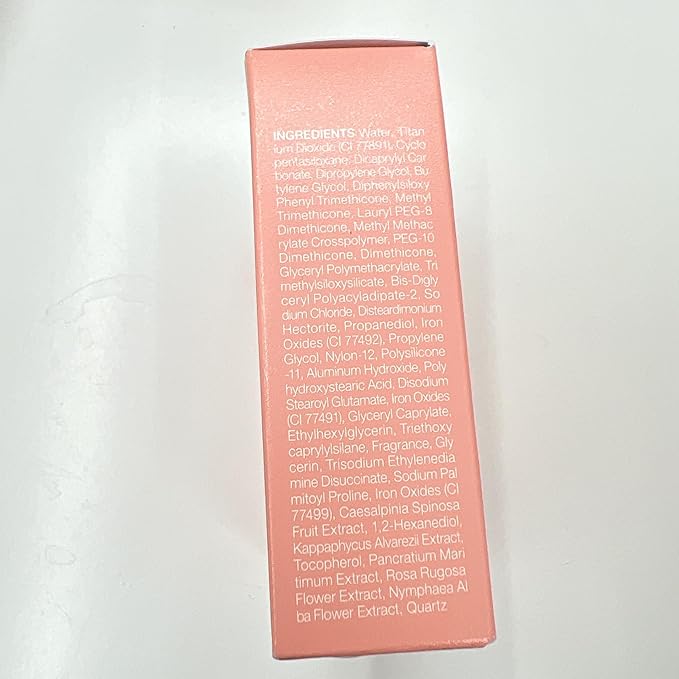 INGREDIENTS Water, Titan
ium Dioxide (CI 77891), Cyclo
pentasiloxane, Dicaprylyl Car
bonate, Dipropylene Glycol, Bu
tylene Glycol, Diphenylsiloxy
Phenyl Trimethicone, Methyl
Trimethicone, Lauryl PEG-8
Dimethicone, Methyl Methac
rylate Crosspolymer, PEG-10
Dimethicone, Dimethicone,
Glyceryl Polymethacrylate, Tri
methylsiloxysilicate, Bis-Digly
ceryl Polyacyladipate-2, So
dium Chloride, Disteardimonium
Hectorite, Propanediol, Iron
Oxides (CI 77492), Propylene
Glycol, Nylon-12, Polysilicone
-11, Aluminum Hydroxide, Poly
hydroxystearic Acid, Disodium
Stearoyl Glutamate, Iron Oxides
(CI 77491), Glyceryl Caprylate,
Ethylhexylglycerin, Triethoxy
caprylylsilane, Fragrance, Gly
cerin, Trisodium Ethylenedia
mine Disuccinate, Sodium Pal
mitoyl Proline, Iron Oxides (CI
77499), Caesalpinia Spinosa
Fruit Extract, 1,2-Hexanediol,
Kappaphycus Alvarezii Extract,
Tocopherol, Pancratium Mari
timum Extract, Rosa Rugosa
Flower Extract, Nymphaea Al
ba Flower Extract, Quartz